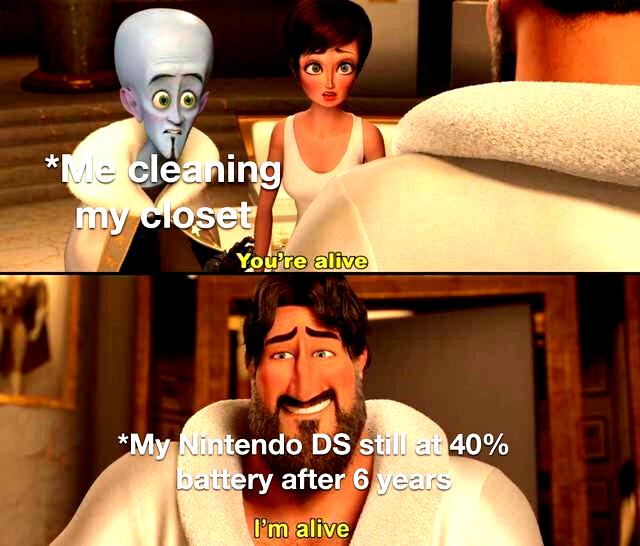 *Me cleaning
my closet
You're alive
*My Nintendo DS still at 40%
battery after 6 years
I'm alive